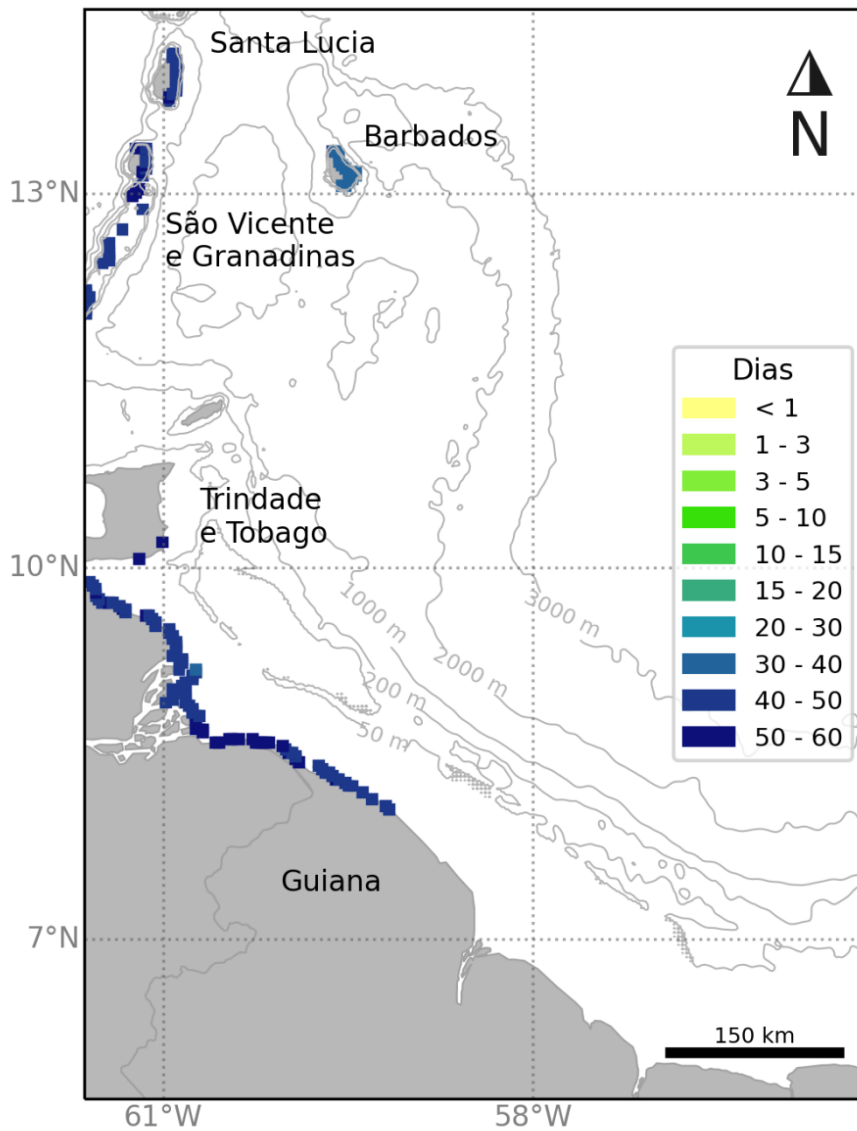 Santa Lucia
Barbados
N
13°N
São Vicente
e Granadinas
Dias
< 1
1 - 3
3 - 5
5 - 10
10 - 15
15 - 20
20 - 30
30 - 40
40 - 50
50 - 60
Trindade
e Tobago
10°N
1000 m
3000 m
2000 m
200 m
50 m
Guiana
7°N
150 km
61°W
58°W